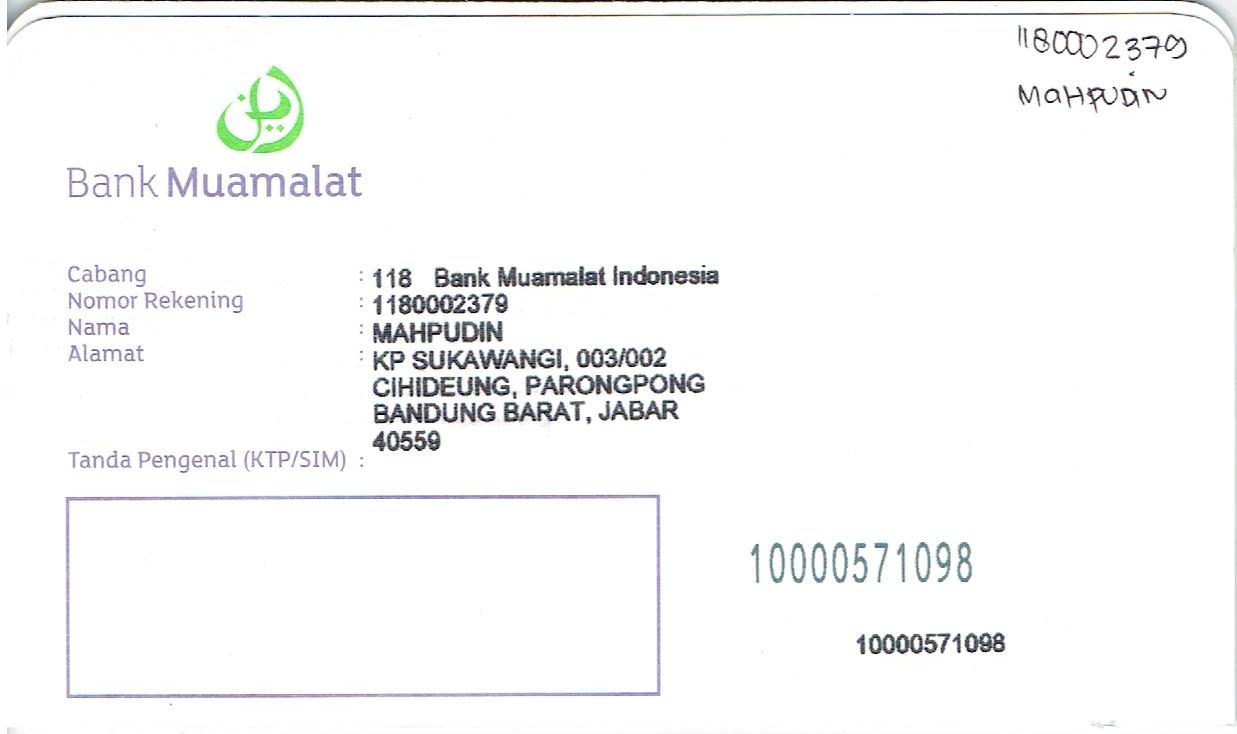 1180002379
MAHPUDIN
Bank Muamalat
Cabang : 118 Bank Muamalat Indonesia
Nomor Rekening : 1180002379
Nama : MAHPUDIN
Alamat : KP SUKAWANGI, 003/002
CIHIDEUNG, PARONGPONG
BANDUNG BARAT, JABAR
40559
Tanda Pengenal (KTP/SIM) :
10000571098
10000571098